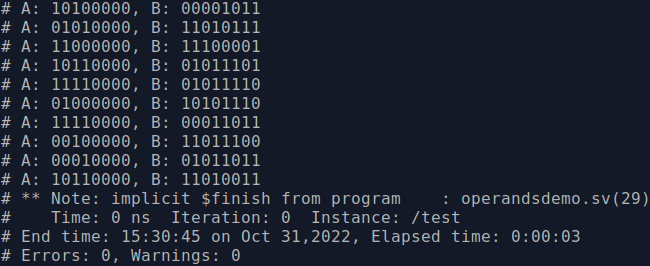 # A: 10100000, B: 00001011
# A: 01010000, B: 11010111
# A: 11000000, B: 11100001
# A: 10110000, B: 01011101
# A: 11110000, B: 01011110
# A: 01000000, B: 10101110
# A: 11110000, B: 00011011
# A: 00100000, B: 11011100
# A: 00010000, B: 01011011
# A: 10110000, B: 11010011
# ** Note: implicit $finish from program    : operandsdemo.sv(29)
#    Time: 0 ns  Iteration: 0  Instance: /test
# End time: 15:30:45 on Oct 31,2022, Elapsed time: 0:00:03
# Errors: 0, Warnings: 0